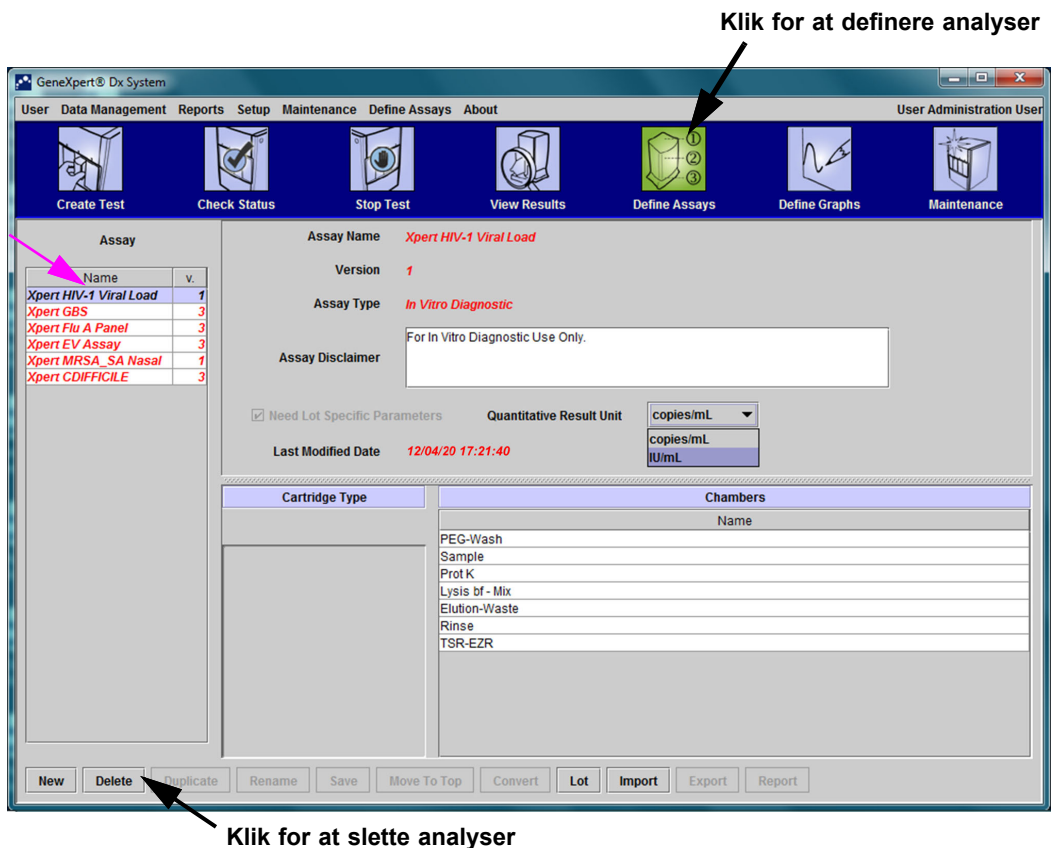 Klik for at definere analyser
GeneXpert® Dx System
User Data Management Reports Setup Maintenance Define Assays About User Administration User
Create Test Check Status Stop Test View Results Define Assays Define Graphs Maintenance
Assay
Name v.
Xpert HIV-1 Viral Load 1
Xpert GBS 3
Xpert Flu A Panel 3
Xpert EV Assay 3
Xpert MRSA_SA Nasal 1
Xpert CDIFFICILE 3
Assay Name Xpert HIV-1 Viral Load
Version 1
Assay Type In Vitro Diagnostic
Assay Disclaimer For In Vitro Diagnostic Use Only.
Need Lot Specific Parameters Quantitative Result Unit copies/mL
copies/mL
IU/mL
Last Modified Date 12/04/20 17:21:40
Cartridge Type Chambers
Name
PEG-Wash
Sample
Prot K
Lysis bf - Mix
Elution-Waste
Rinse
TSR-EZR
New Delete Duplicate Rename Save Move To Top Convert Lot Import Export Report
Klik for at slette analyser